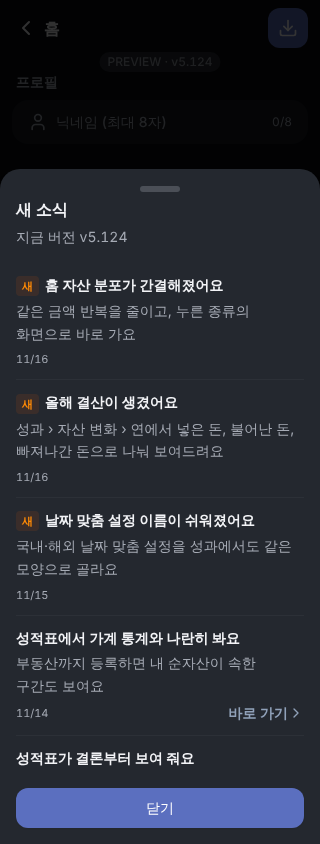 홈
PREVIEW · v5.124
프로필
닉네임 (최대 8자)
0/8
새 소식
지금 버전 v5.124
새 홈 자산 분포가 간결해졌어요
같은 금액 반복을 줄이고, 누른 종류의
화면으로 바로 가요
11/16
새 올해 결산이 생겼어요
성과 › 자산 변화 › 연에서 넣은 돈, 불어난 돈,
빠져나간 돈으로 나눠 보여드려요
11/16
새 날짜 맞춤 설정 이름이 쉬워졌어요
국내·해외 날짜 맞춤 설정을 성과에서도 같은
모양으로 골라요
11/15
성적표에서 가계 통계와 나란히 봐요
부동산까지 등록하면 내 순자산이 속한
구간도 보여요
11/14
바로 가기
성적표가 결론부터 보여 줘요
닫기